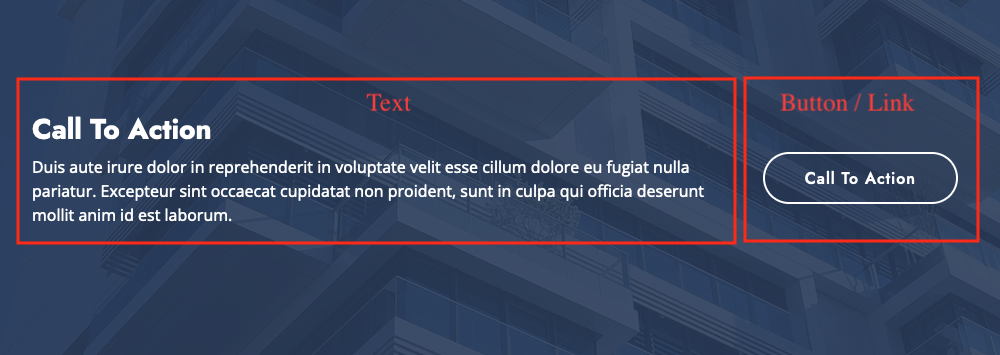 Text
Call To Action
Duis aute irure dolor in reprehenderit in voluptate velit esse cillum dolore eu fugiat nulla
pariatur. Excepteur sint occaecat cupidatat non proident, sunt in culpa qui officia deserunt
mollit anim id est laborum.
Button / Link
Call To Action